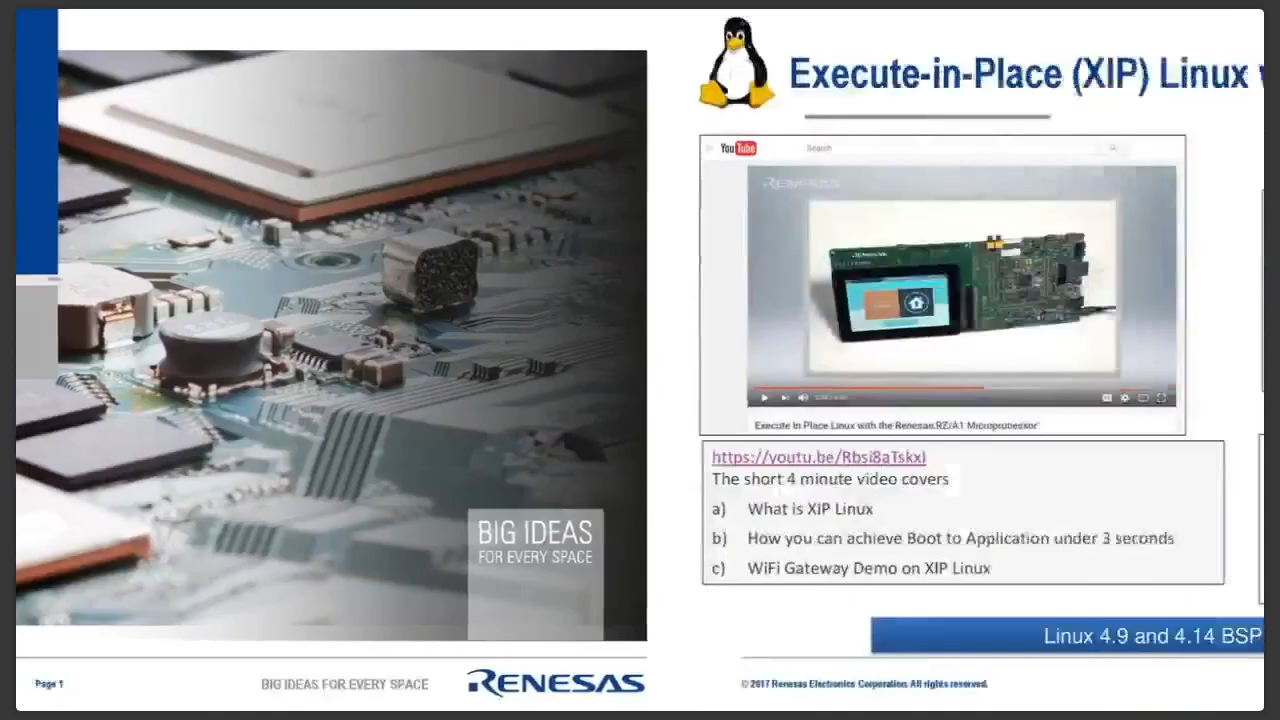 BIG IDEAS
FOR EVERY SPACE
Page 1
BIG IDEAS FOR EVERY SPACE
RENESAS
Execute-in-Place (XIP) Linux
YouTube
Search
RENESAS
Execute In Place Linux with the Renesas RZ/A1 Microprocessor
https://youtu.be/Rbsi8aTskxI
The short 4 minute video covers
a) What is XIP Linux
b) How you can achieve Boot to Application under 3 seconds
c) WiFi Gateway Demo on XIP Linux
Linux 4.9 and 4.14 BSP
© 2017 Renesas Electronics Corporation. All rights reserved.